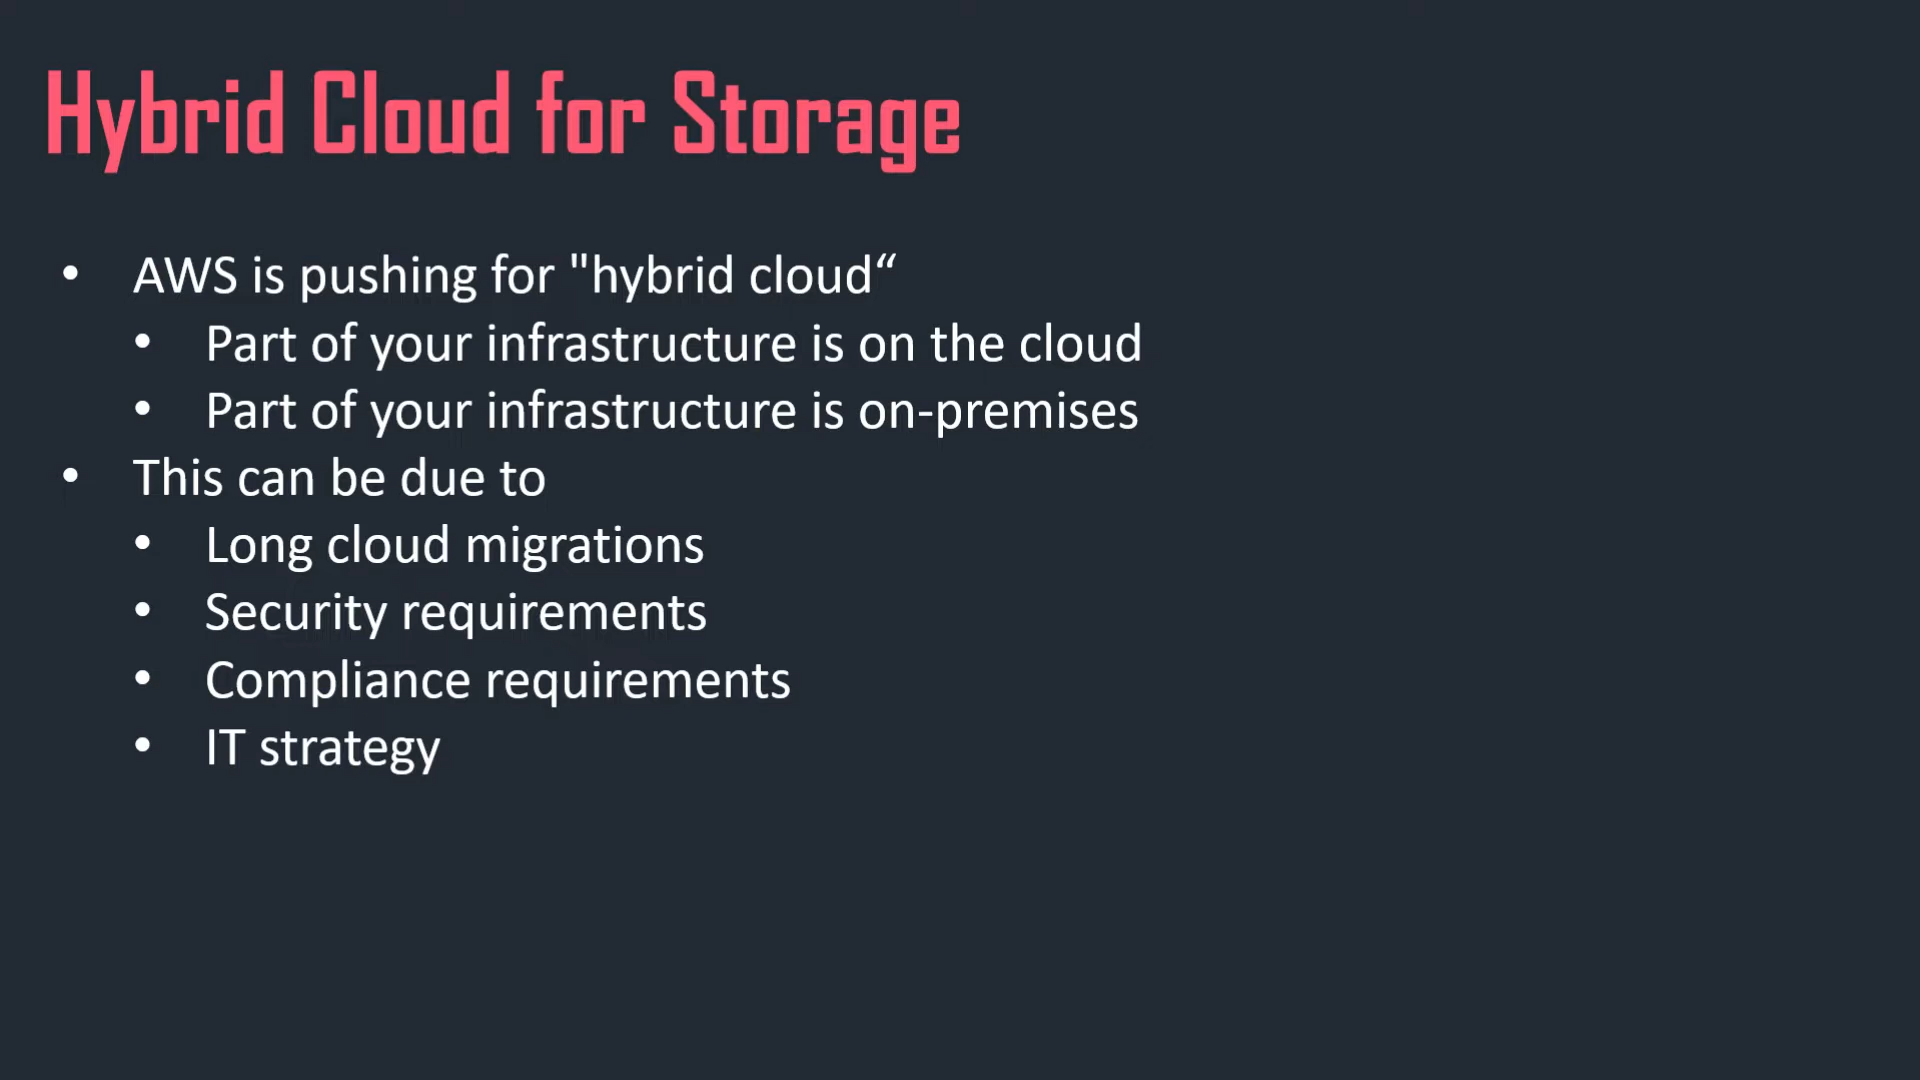 Hybrid Cloud for Storage
• AWS is pushing for "hybrid cloud“
• Part of your infrastructure is on the cloud
• Part of your infrastructure is on-premises
• This can be due to
• Long cloud migrations
• Security requirements
• Compliance requirements
• IT strategy